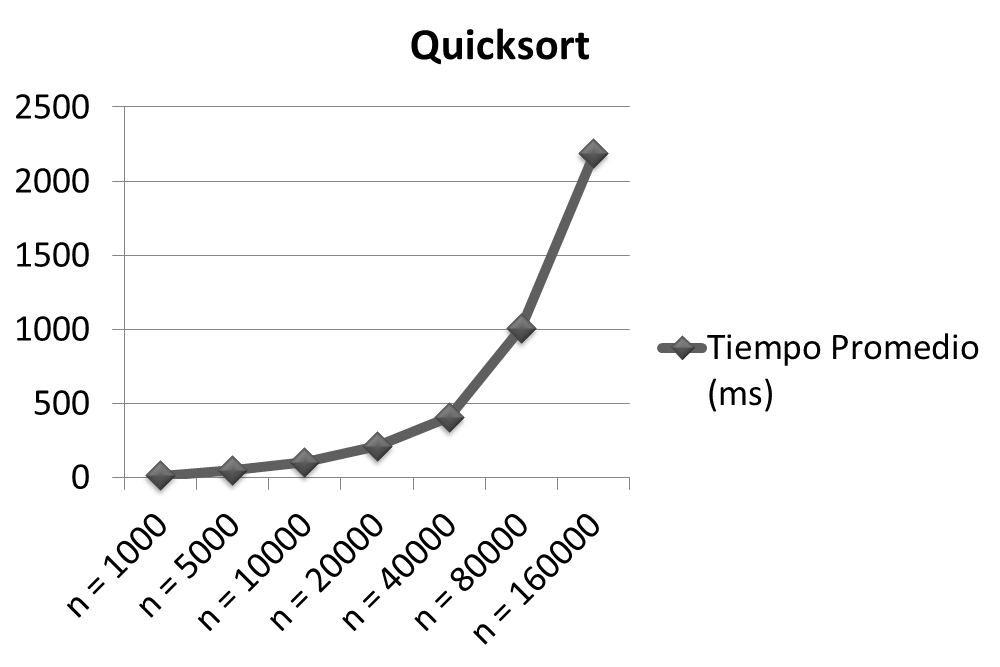 Quicksort
2500
2000
1500
1000
500
0
n = 1000
n = 5000
n = 10000
n = 20000
n = 40000
n = 80000
n = 160000
Tiempo Promedio
(ms)